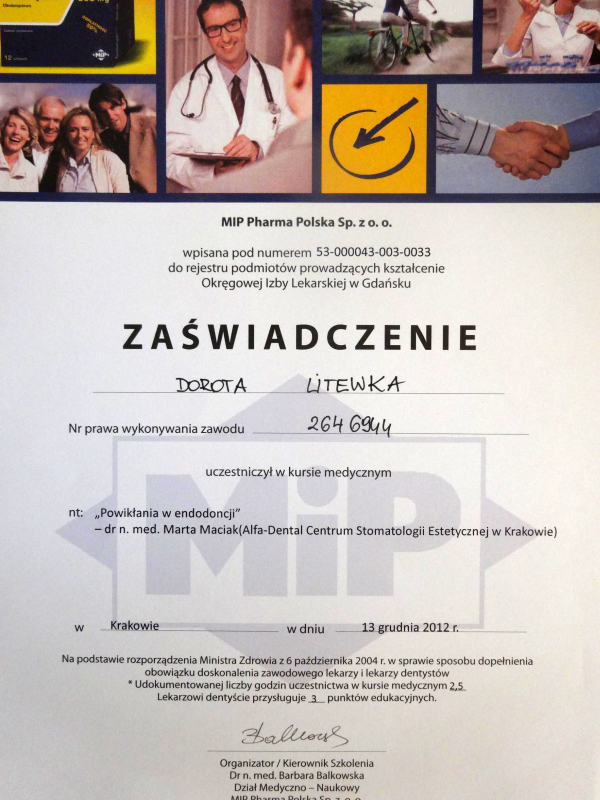 12
MIP
MIP Pharma Polska Sp. z o. o.
wpisana pod numerem 53-000043-003-0033
do rejestru podmiotów prowadzących kształcenie
Okręgowej Izby Lekarskiej w Gdańsku
ZAŚWIADCZENIE
DOROTA LITEWKA
Nr prawa wykonywania zawodu 2646944
uczestniczył w kursie medycznym
MiP
nt: „Powikłania w endodoncji”
– dr n. med. Marta Maciak(Alfa-Dental Centrum Stomatologii Estetycznej w Krakowie)
w Krakowie w dniu 13 grudnia 2012 r.
Na podstawie rozporządzenia Ministra Zdrowia z 6 października 2004 r. w sprawie sposobu dopełnienia
obowiązku doskonalenia zawodowego lekarzy i lekarzy dentystów
* Udokumentowanej liczby godzin uczestnictwa w kursie medycznym 2,5
Lekarzowi dentyście przysługuje 3 punktów edukacyjnych.
Organizator / Kierownik Szkolenia
Dr n. med. Barbara Balkowska
Dział Medyczno – Naukowy
MIP Pharma Polska Sp. z o.o.